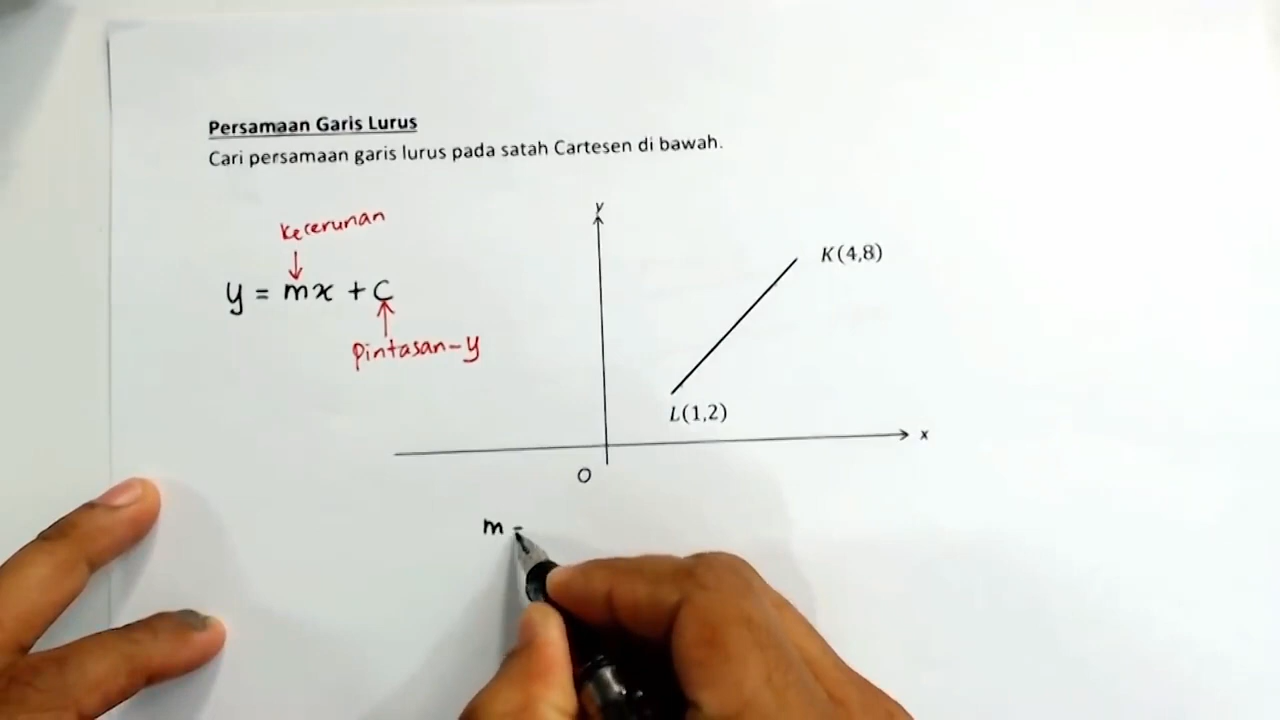 Persamaan Garis Lurus
Cari persamaan garis lurus pada satah Cartesen di bawah.
kecerunan
y = mx + c
pintasan-y
y
K(4,8)
L(1,2)
x
O
m =